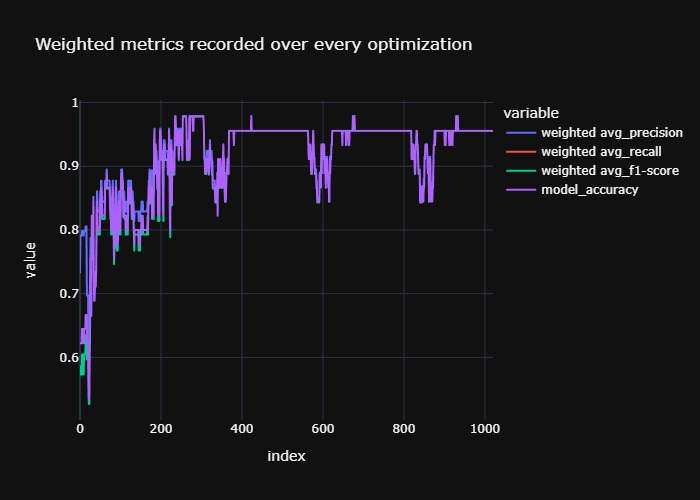 Weighted metrics recorded over every optimization
variable
weighted avg_precision
weighted avg_recall
weighted avg_f1-score
model_accuracy
value
1
0.9
0.8
0.7
0.6
0 200 400 600 800 1000
index